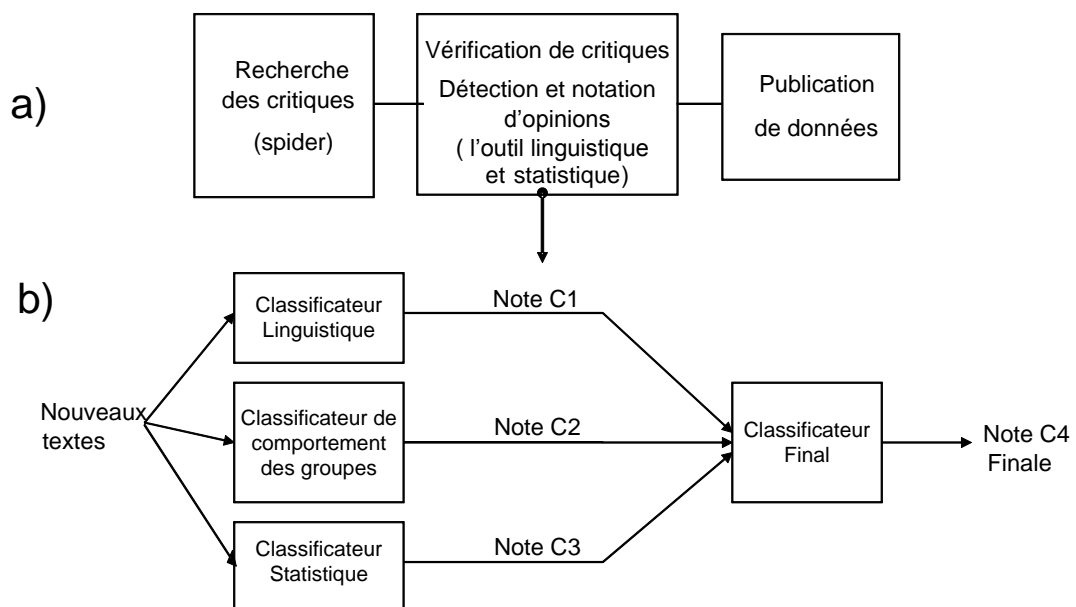 a)
Recherche
des critiques
(spider)
Vérification de critiques
Détection et notation
d'opinions
( l'outil linguistique
et statistique)
Publication
de données
b)
Nouveaux
textes
Classificateur
Linguistique
Note C1
Classificateur de
comportement
des groupes
Note C2
Classificateur
Statistique
Note C3
Classificateur
Final
Note C4
Finale